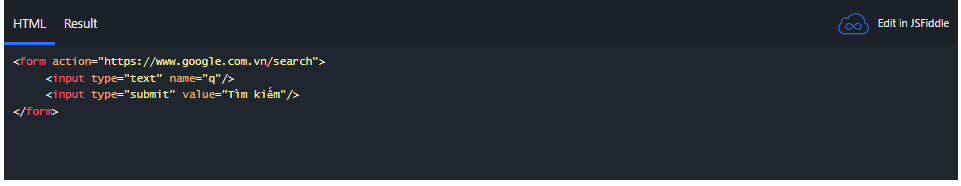 HTML Result Edit in JSFiddle
<form action="https://www.google.com.vn/search">
<input type="text" name="q"/>
<input type="submit" value="Tìm kiếm"/>
</form>